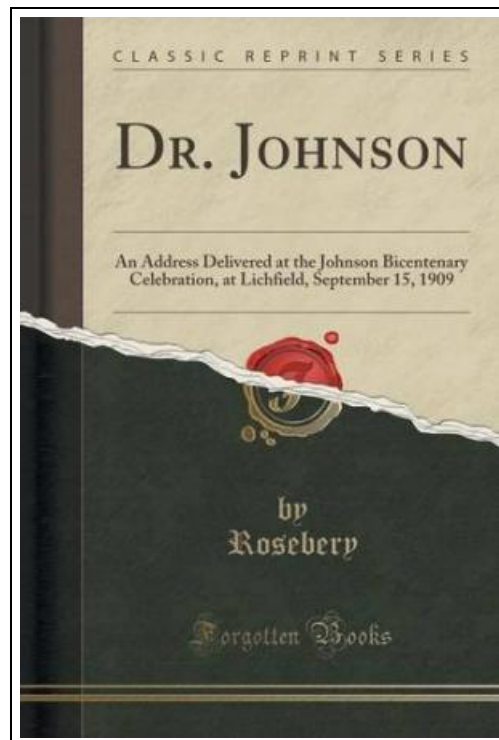 CLASSIC REPRINT SERIES
DR. JOHNSON
An Address Delivered at the Johnson Bicentenary
Celebration, at Lichfield, September 15, 1909
F
by
Rosebery
Forgotten Books